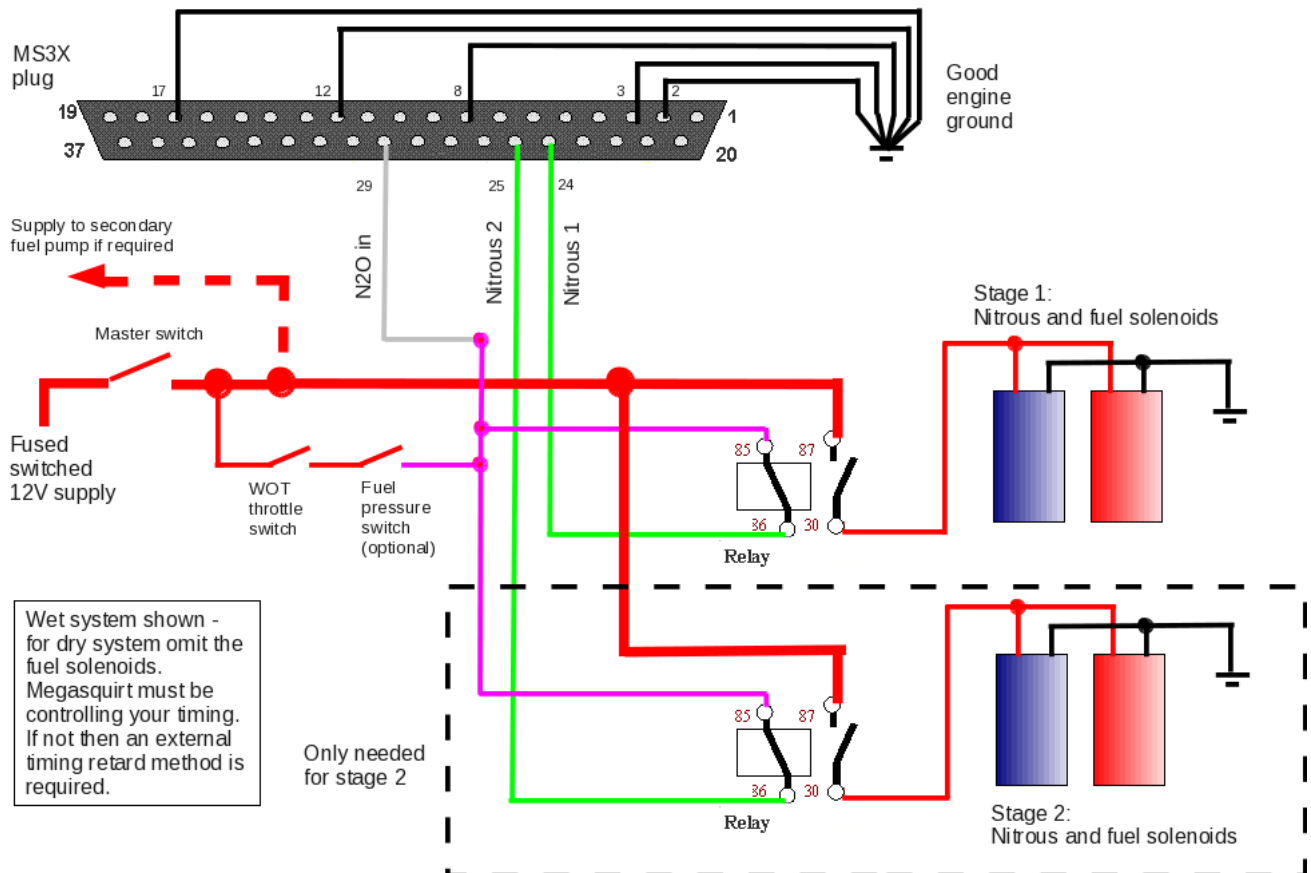 MS3X
plug
17
12
8
3
2
19
1
37
20
Good
engine
ground
29
25
24
N2O in
Nitrous 2
Nitrous 1
Supply to secondary
fuel pump if required
Master switch
Fused
switched
12V supply
WOT
throttle
switch
Fuel
pressure
switch
(optional)
Stage 1:
Nitrous and fuel solenoids
85
87
36
30
Relay
Wet system shown -
for dry system omit the
fuel solenoids.
Megasquirt must be
controlling your timing.
If not then an external
timing retard method is
required.
Only needed
for stage 2
85
87
36
30
Relay
Stage 2:
Nitrous and fuel solenoids